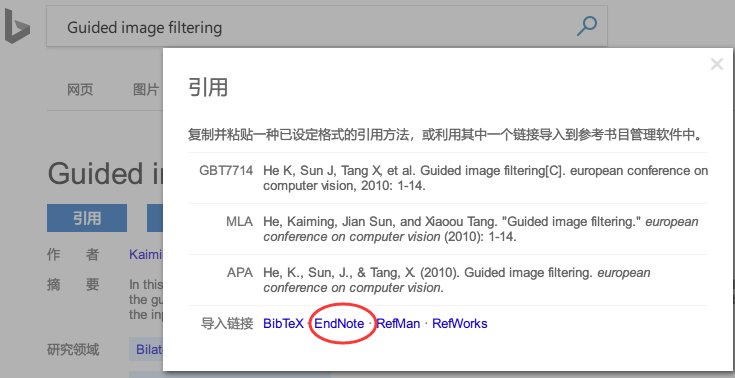 Guided image filtering
网页 图片
引用
复制并粘贴一种已设定格式的引用方法，或利用其中一个链接导入到参考书目管理软件中。
Guided i
GBT7714 He K, Sun J, Tang X, et al. Guided image filtering[C]. european conference on
computer vision, 2010: 1-14.
引用
MLA He, Kaiming, Jian Sun, and Xiaoou Tang. "Guided image filtering." european
conference on computer vision (2010): 1-14.
作 者 Kaimi
APA He, K., Sun, J., & Tang, X. (2010). Guided image filtering. european
conference on computer vision.
摘 要 In this
the gu
the inp
导入链接 BibTeX · EndNote · RefMan · RefWorks
研究领域 Bilat